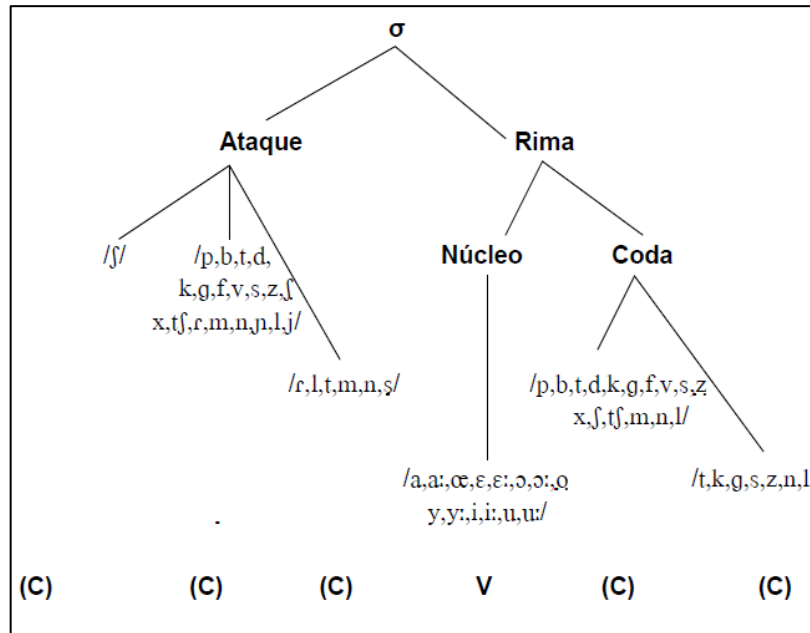 σ
Ataque Rima
/ʃ/ /p,b,t,d, Núcleo Coda
k,ɡ,f,v,s,z,ʃ
x,tʃ,ɾ,m,n,ɲ,l,j/
/ɾ,l,t,m,n,s/ /p,b,t,d,k,ɡ,f,v,s,z
x,ʃ,tʃ,m,n,l/
/a,aː,œ,ɛ,ɛː,ɔ,ɔː,o /t,k,ɡ,s,z,n,l
y,yː,i,iː,u,uː/
(C) (C) (C) V (C) (C)